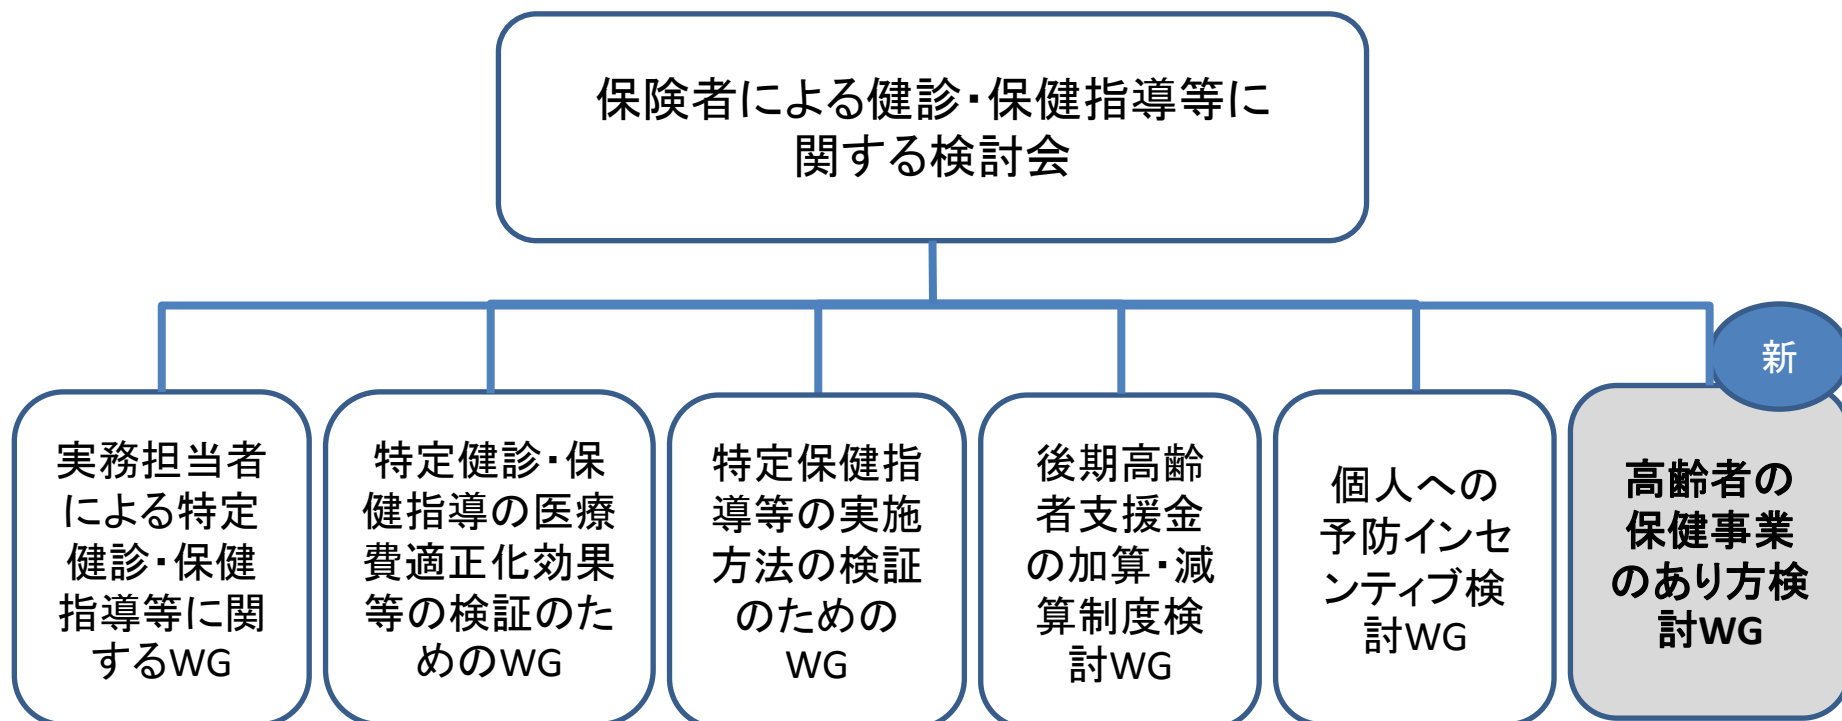 保険者による健診・保健指導等に
関する検討会
新
実務担当者
による特定
健診・保健
指導等に関
するWG
特定健診・保
健指導の医療
費適正化効果
等の検証のた
めのWG
特定保健指
導等の実施
方法の検証
のための
WG
後期高齢
者支援金
の加算・減
算制度検
討WG
個人への
予防インセ
ンティブ検
討WG
高齢者の
保健事業
のあり方検
討WG